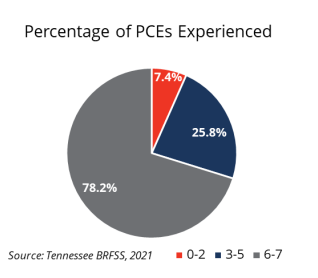 Percentage of PCEs Experienced
7.4%
25.8%
78.2%
Source: Tennessee BRFSS, 2021
0-2 3-5 6-7